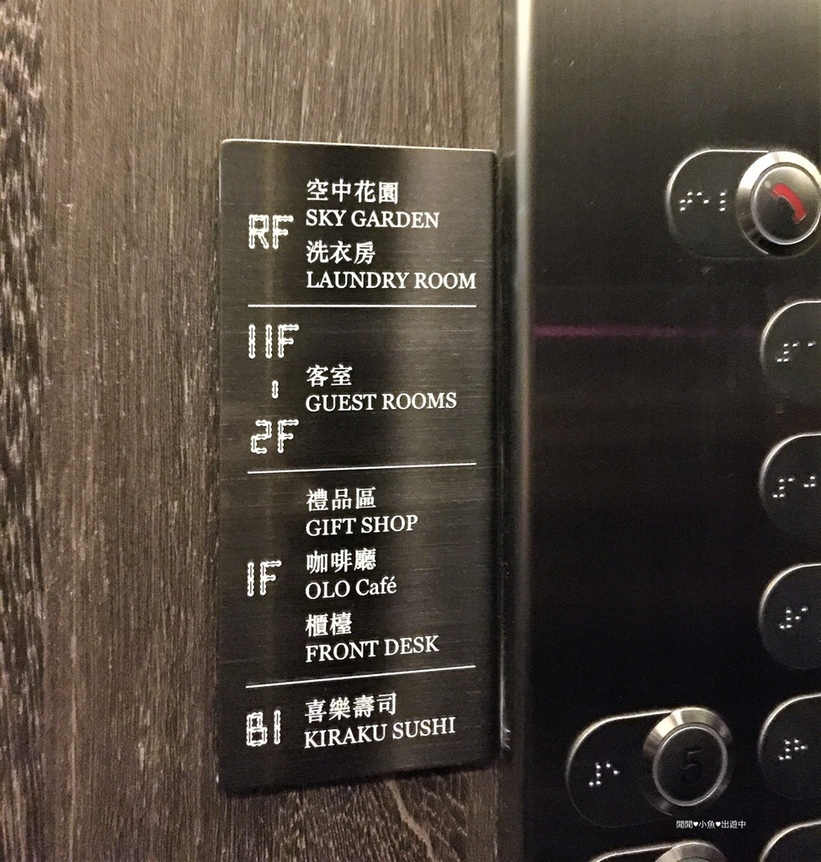 RF
空中花園
SKY GARDEN
洗衣房
LAUNDRY ROOM
11F
2F
客室
GUEST ROOMS
1F
禮品區
GIFT SHOP
咖啡廳
OLO Café
櫃檯
FRONT DESK
B1
喜樂壽司
KIRAKU SUSHI
5
閒閒♥小魚♥出遊中